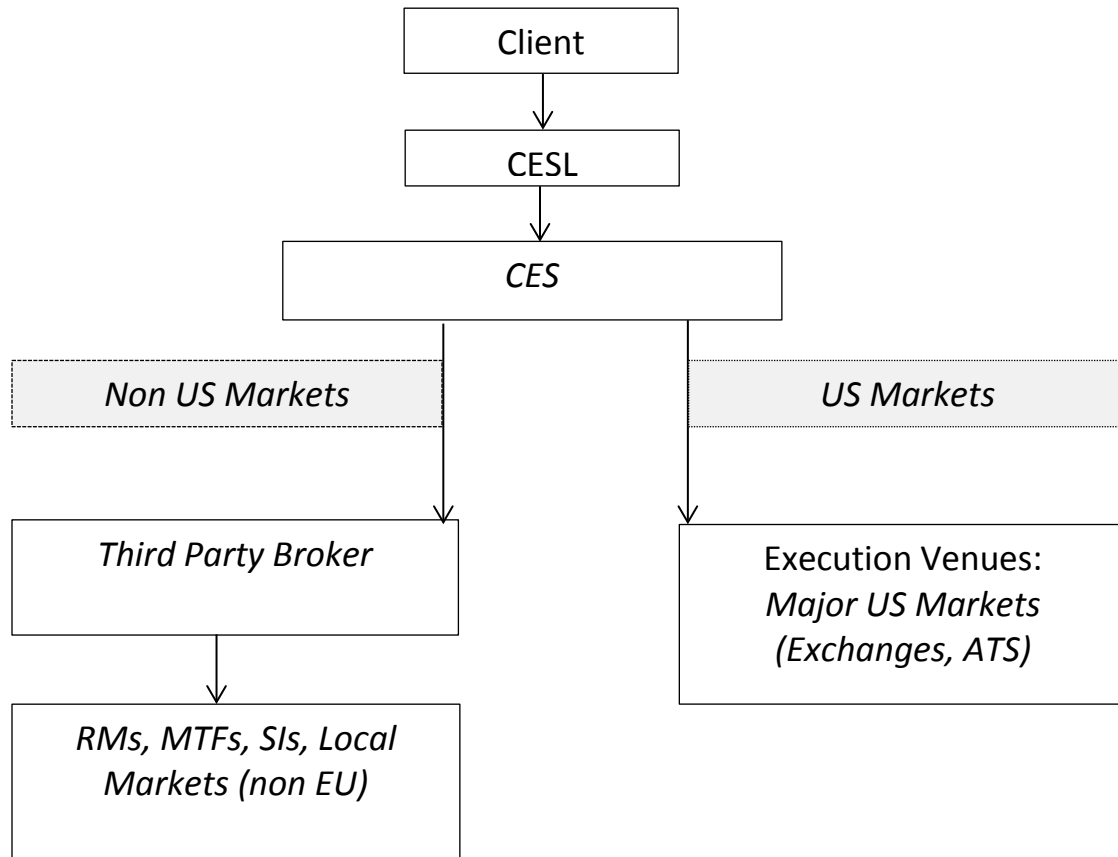 Client
CESL
CES
Non US Markets
US Markets
Third Party Broker
Execution Venues:
Major US Markets
(Exchanges, ATS)
RMs, MTFs, SIs, Local
Markets (non EU)